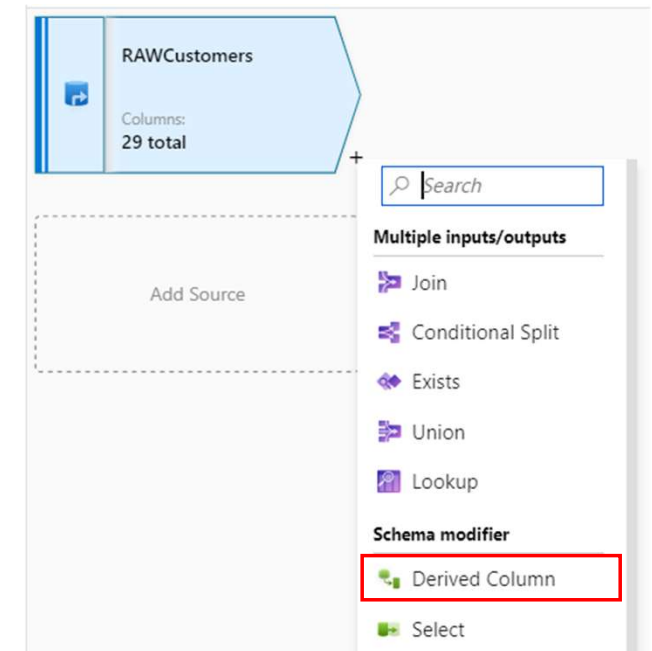 RAWCustomers
Columns:
29 total
+
Search
Multiple inputs/outputs
Join
Conditional Split
Add Source
Exists
Union
Lookup
Schema modifier
Derived Column
Select